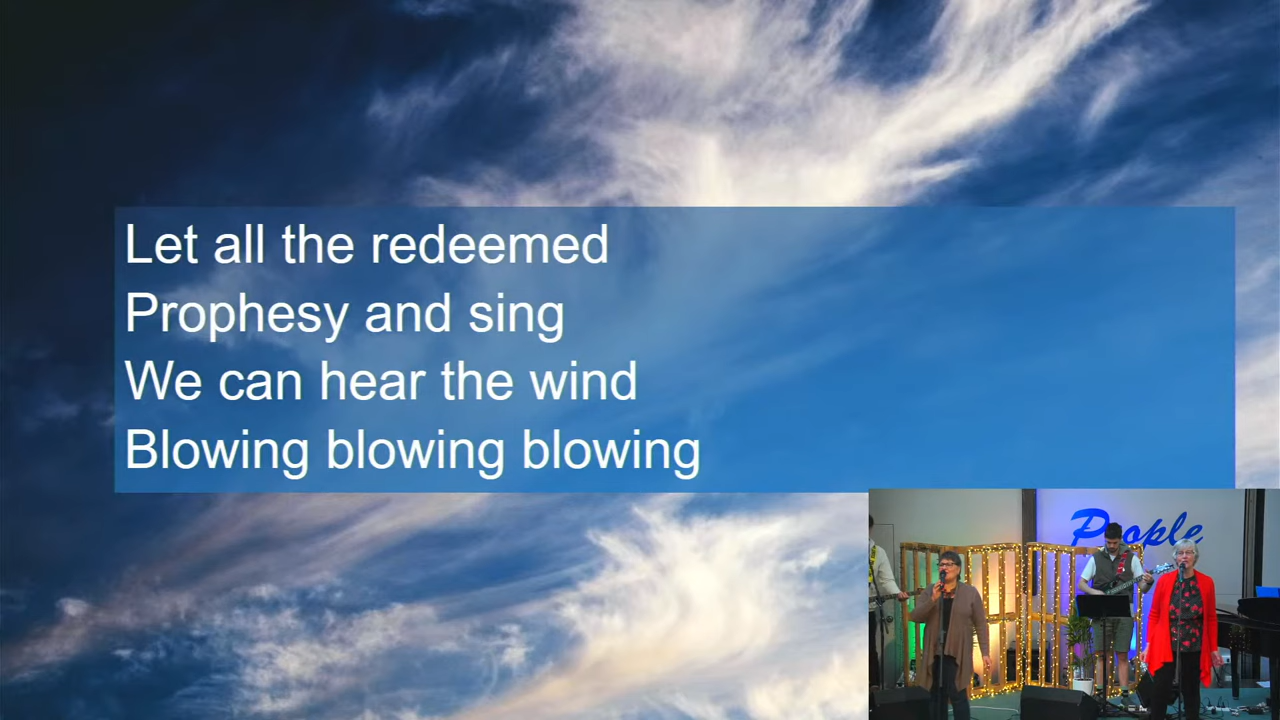 Let all the redeemed
Prophesy and sing
We can hear the wind
Blowing blowing blowing
People